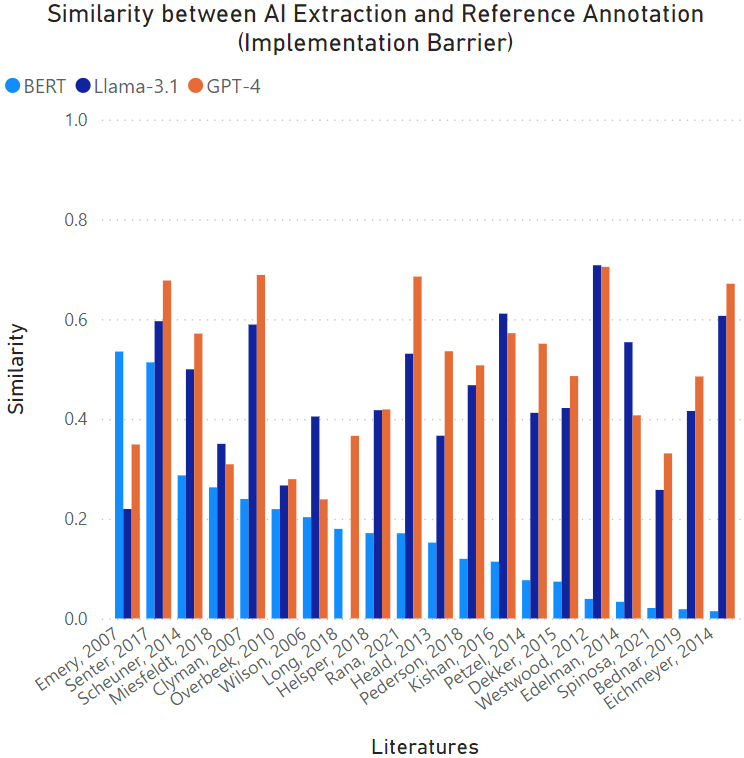 Similarity between AI Extraction and Reference Annotation
(Implementation Barrier)
BERT Llama-3.1 GPT-4
1.0
0.8
0.6
0.4
0.2
0.0
Similarity
Emery, 2007
Senter, 2017
Scheuner, 2014
Miesfeldt, 2018
Clyman, 2007
Overbeek, 2010
Wilson, 2006
Long, 2018
Helsper, 2018
Rana, 2021
Heald, 2013
Pederson, 2018
Kishan, 2016
Petzel, 2014
Dekker, 2015
Westwood, 2012
Edelman, 2014
Spinosa, 2021
Bednar, 2019
Eichmeyer, 2014
Literatures